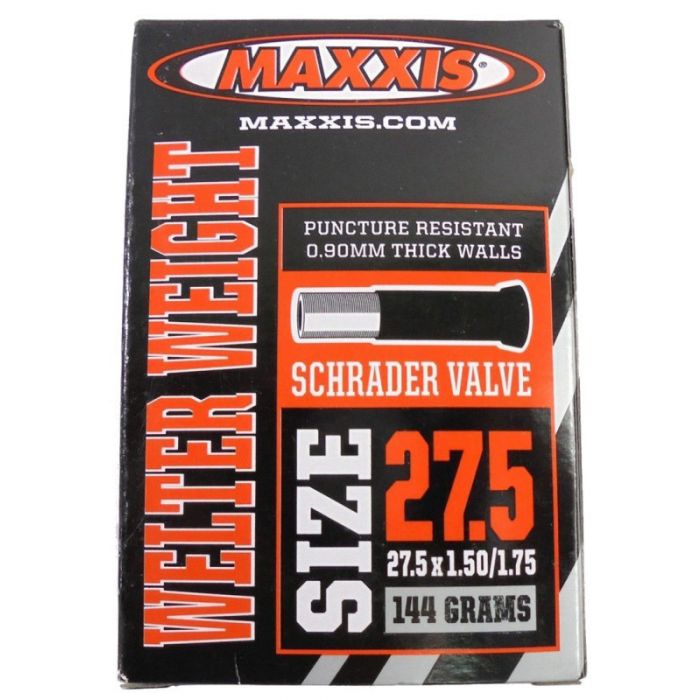 MAXXIS®
MAXXIS.COM
WELTER WEIGHT
PUNCTURE RESISTANT
0.90MM THICK WALLS
SCHRADER VALVE
SIZE
27.5
27.5 x 1.50/1.75
144 GRAMS